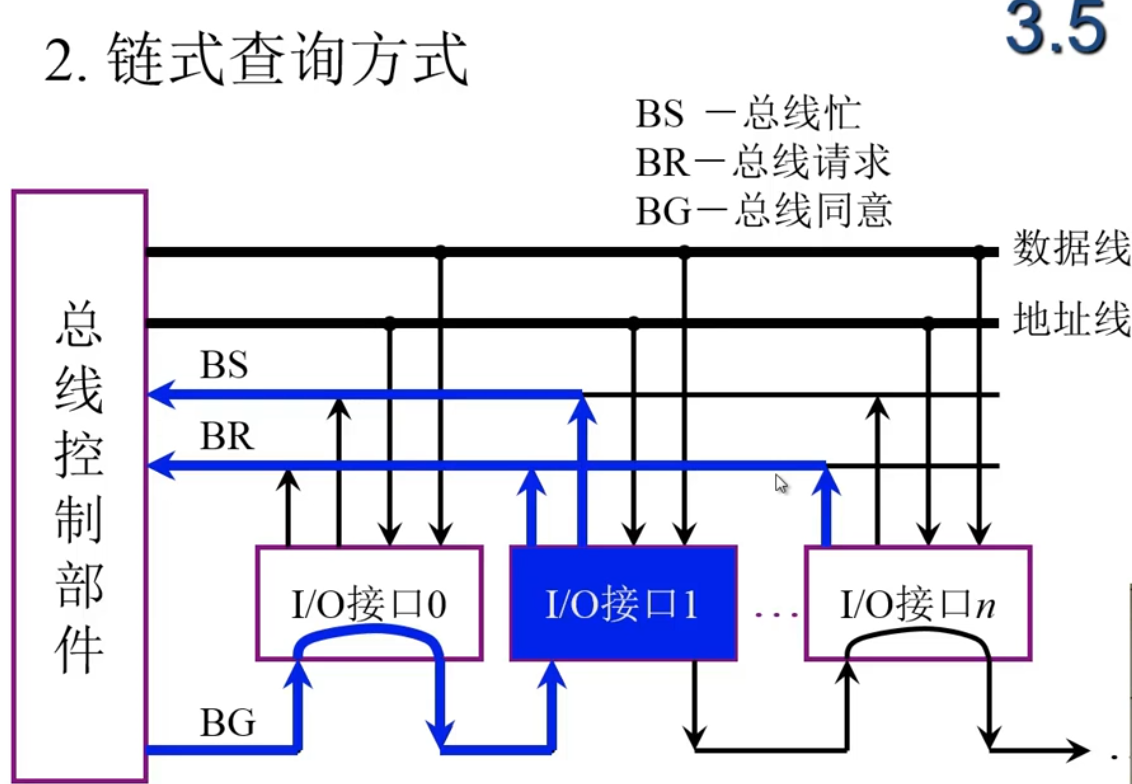 3.5
2. 链式查询方式
BS －总线忙
BR－总线请求
BG－总线同意
数据线
地址线
BS
BR
总线控制部件
I/O接口0
I/O接口1
…
I/O接口n
BG